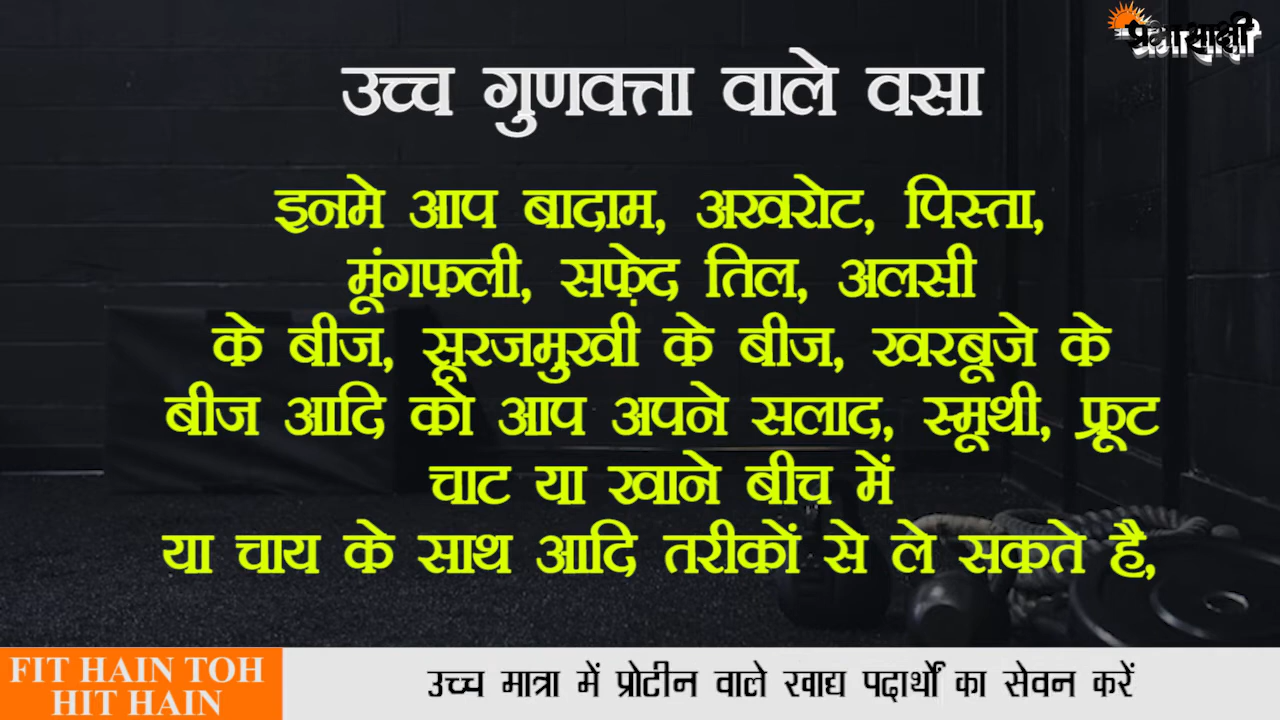 प्रभासाक्षी
उच्च गुणवत्ता वाले वसा
इनमे आप बादाम, अखरोट, पिस्ता,
मूंगफली, सफ़ेद तिल, अलसी
के बीज, सूरजमुखी के बीज, खरबूजे के
बीज आदि को आप अपने सलाद, स्मूथी, फ्रूट
चाट या खाने बीच में
या चाय के साथ आदि तरीकों से ले सकते है,
FIT HAIN TOH
HIT HAIN
उच्च मात्रा में प्रोटीन वाले खाद्य पदार्थों का सेवन करें